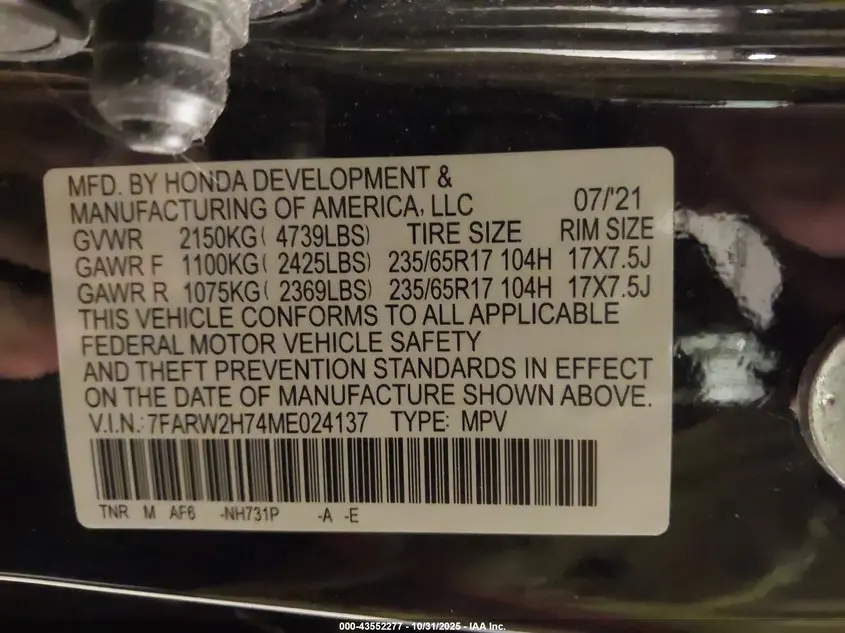 MFD. BY HONDA DEVELOPMENT &
MANUFACTURING OF AMERICA, LLC 07/'21
GVWR 2150KG( 4739LBS) TIRE SIZE RIM SIZE
GAWR F 1100KG( 2425LBS) 235/65R17 104H 17X7.5J
GAWR R 1075KG( 2369LBS) 235/65R17 104H 17X7.5J
THIS VEHICLE CONFORMS TO ALL APPLICABLE
FEDERAL MOTOR VEHICLE SAFETY
AND THEFT PREVENTION STANDARDS IN EFFECT
ON THE DATE OF MANUFACTURE SHOWN ABOVE.
V.I.N.: 7FARW2H74ME024137 TYPE: MPV
TNR M AF6 -NH731P -A -E
000-43552277 - 10/31/2025 - IAA Inc.